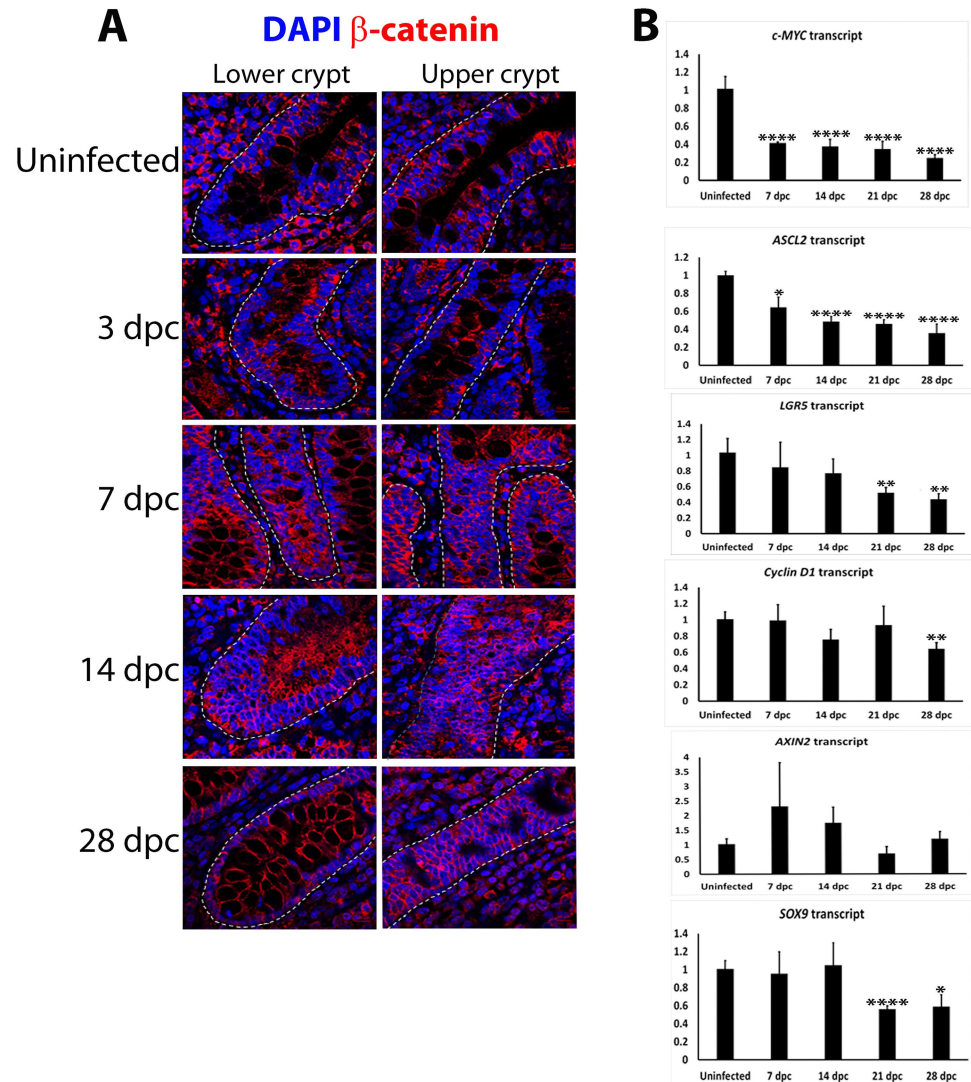 A
DAPI β-catenin
Lower crypt Upper crypt
Uninfected
3 dpc
7 dpc
14 dpc
28 dpc
B
c-MYC transcript
1.4
1.2
1
0.8
0.6
0.4
0.2
0
**** **** **** ****
Uninfected 7 dpc 14 dpc 21 dpc 28 dpc
ASCL2 transcript
1.2
1
0.8
0.6
0.4
0.2
0
* **** **** ****
Uninfected 7 dpc 14 dpc 21 dpc 28 dpc
LGR5 transcript
1.4
1.2
1
0.8
0.6
0.4
0.2
0
** **
Uninfected 7 dpc 14 dpc 21 dpc 28 dpc
Cyclin D1 transcript
1.4
1.2
1
0.8
0.6
0.4
0.2
0
**
Uninfected 7 dpc 14 dpc 21 dpc 28 dpc
AXIN2 transcript
4
3.5
3
2.5
2
1.5
1
0.5
0
Uninfected 7 dpc 14 dpc 21 dpc 28 dpc
SOX9 transcript
1.4
1.2
1
0.8
0.6
0.4
0.2
0
**** *
Uninfected 7 dpc 14 dpc 21 dpc 28 dpc